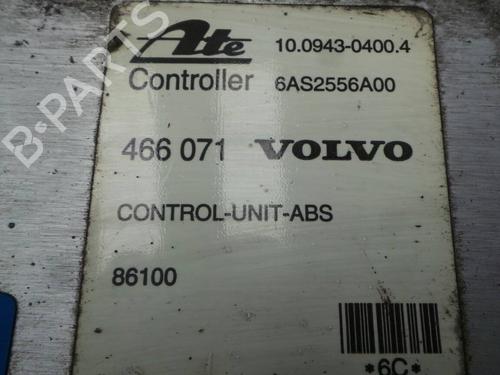 Ate 10.0943-0400.4
Controller 6AS2556A00
466 071 VOLVO
CONTROL-UNIT-ABS
86100
*6C*
B-PARTS